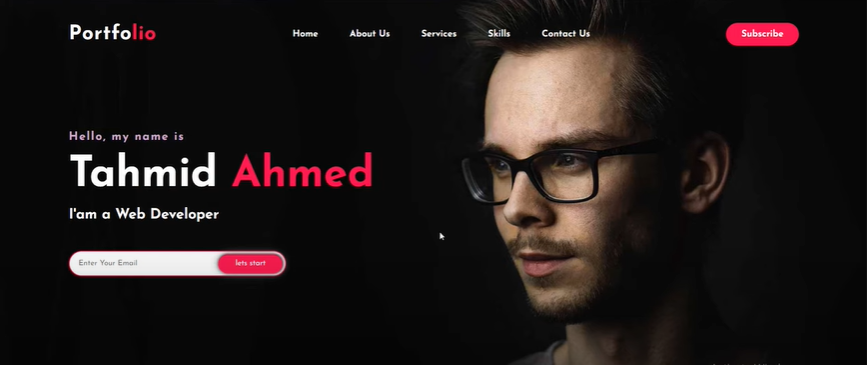 Portfolio Home About Us Services Skills Contact Us Subscribe
Hello, my name is
Tahmid Ahmed
I'am a Web Developer
Enter Your Email lets start